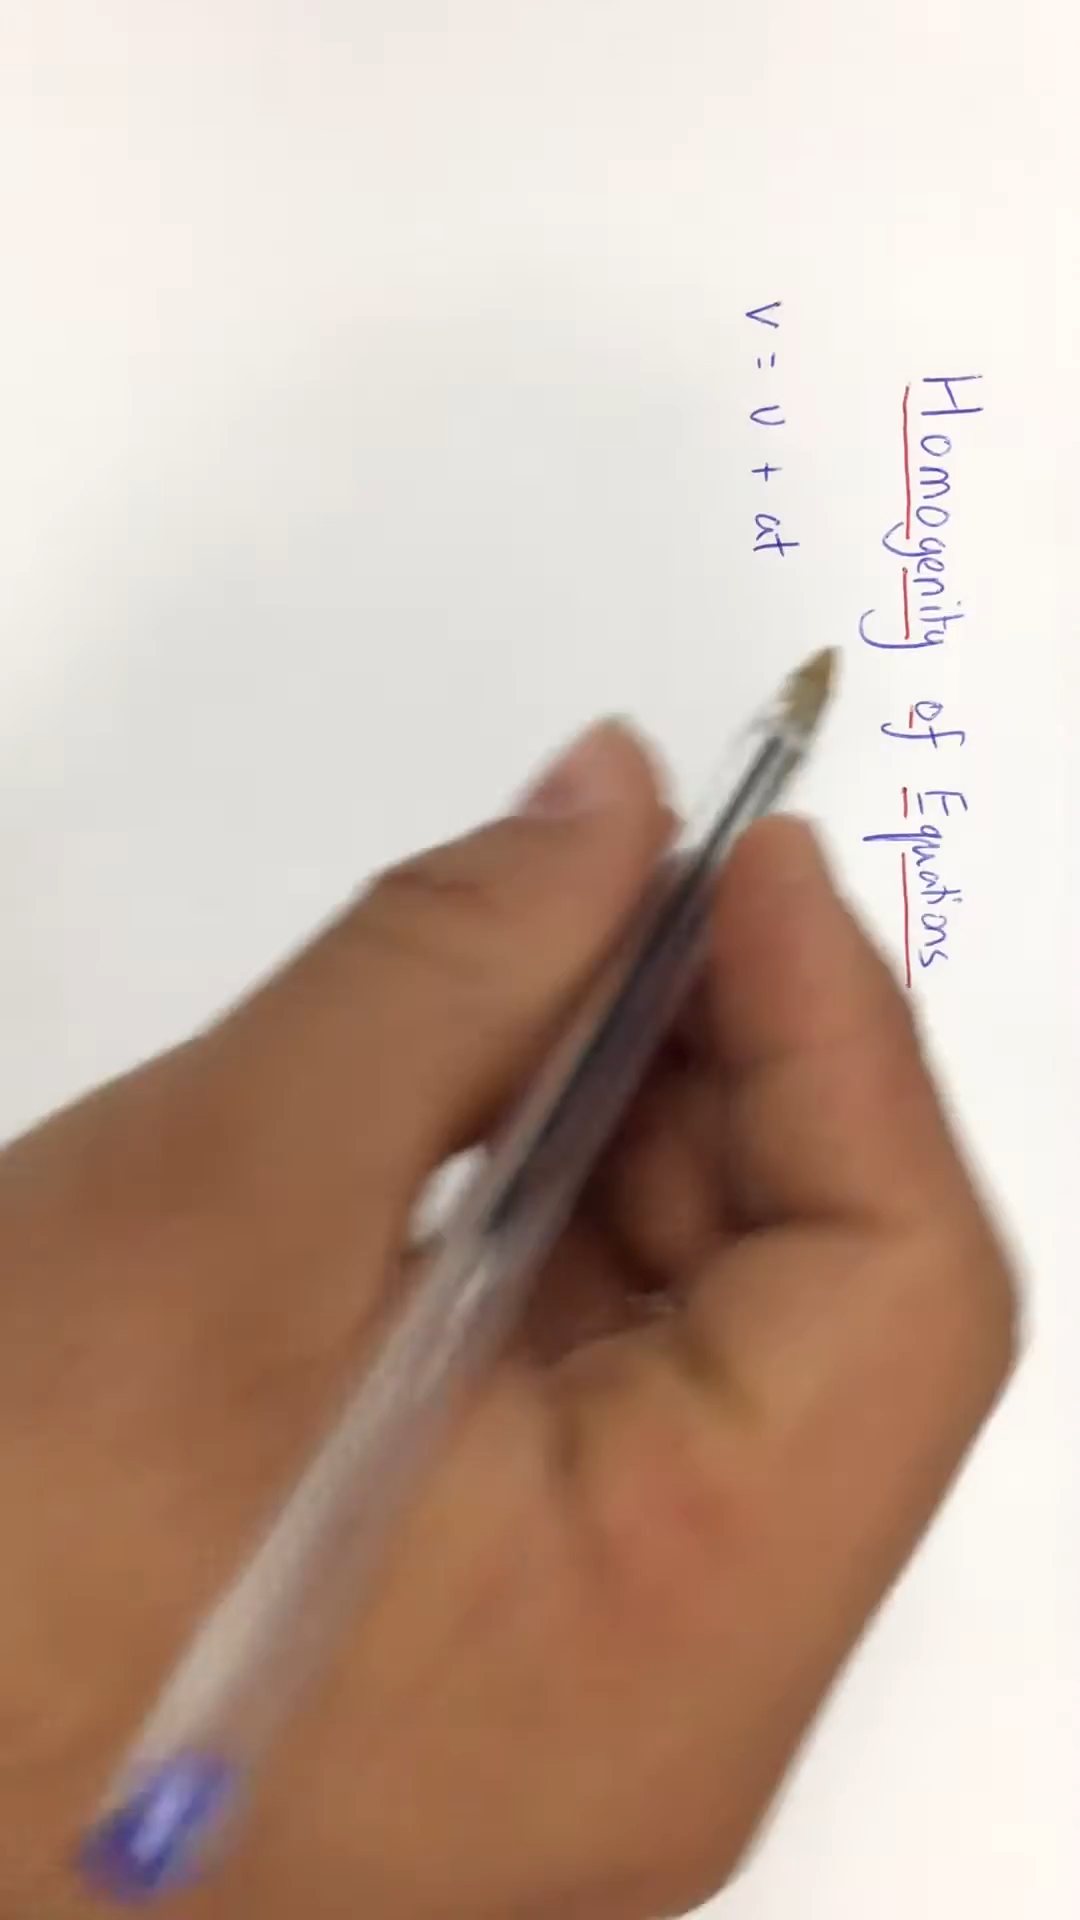 Homogenity of Equations
v = u + at